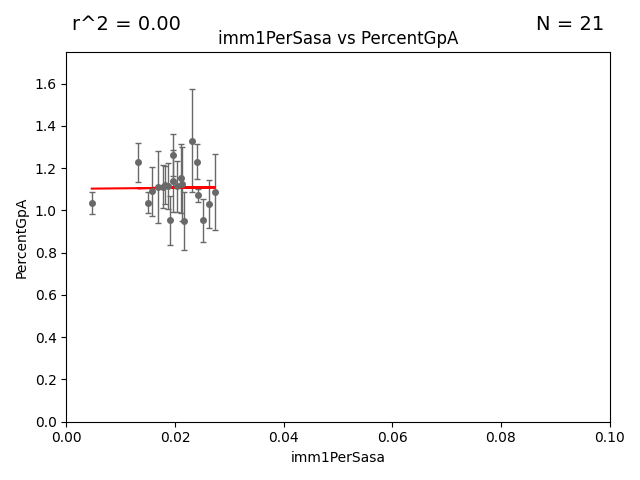 r^2 = 0.00
N = 21
imm1PerSasa vs PercentGpA
PercentGpA
1.6
1.4
1.2
1.0
0.8
0.6
0.4
0.2
0.0
0.00 0.02 0.04 0.06 0.08 0.10
imm1PerSasa